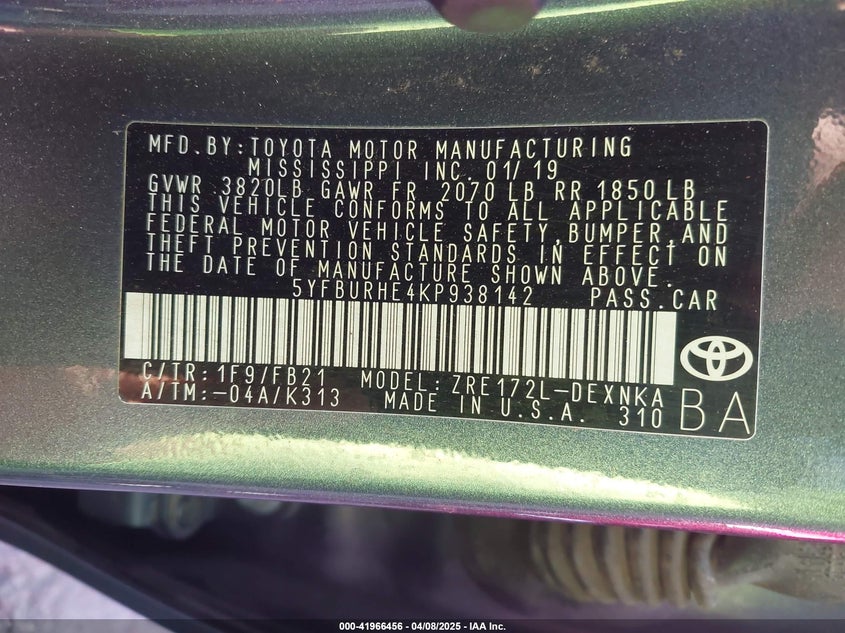 MFD.BY:TOYOTA MOTOR MANUFACTURING
MISSISSIPPI INC. 01/19
GVWR 3820LB GAWR FR 2070 LB RR 1850 LB
THIS VEHICLE CONFORMS TO ALL APPLICABLE
FEDERAL MOTOR VEHICLE SAFETY,BUMPER,AND
THEFT PREVENTION STANDARDS IN EFFECT ON
THE DATE OF MANUFACTURE SHOWN ABOVE.
5YFBURHE4KP938142 PASS.CAR
C/TR:1F9/FB21 MODEL:ZRE172L-DEXNKA
A/TM:-04A/K313 MADE IN U.S.A. 310
BA
000-41966456 - 04/08/2025 - IAA Inc.